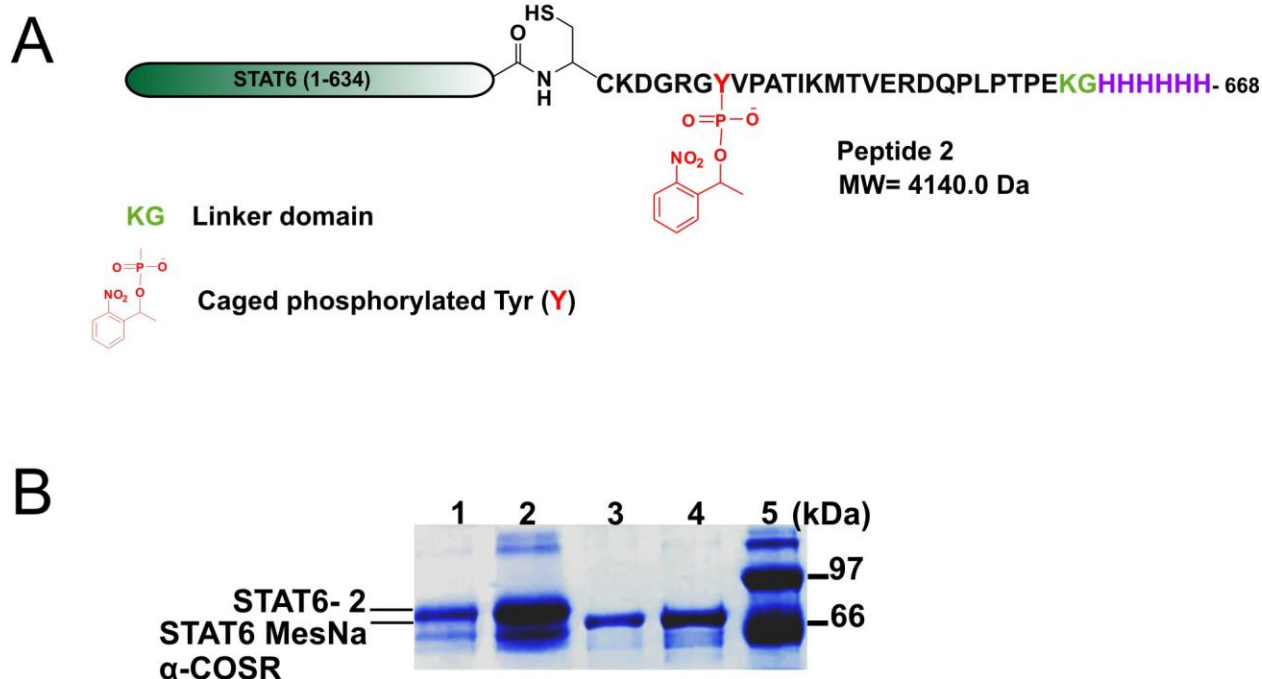 A
HS
O
STAT6 (1-634)
N
H
CKDGRGYVPATIKMTVERDQPLPTPEKGHHHHHH- 668
O=P—O-
NO2 O
Peptide 2
MW= 4140.0 Da
KG Linker domain
O=P—O-
NO2 O
Caged phosphorylated Tyr (Y)
B
1 2 3 4 5 (kDa)
97
STAT6- 2
66
STAT6 MesNa
α-COSR